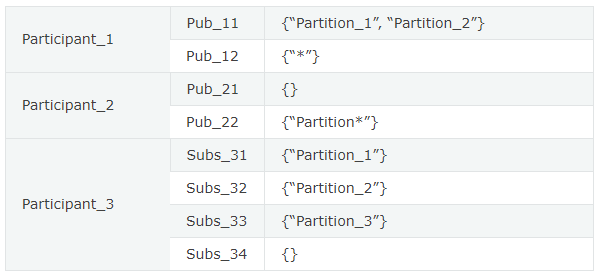 Participant_1 Pub_11 {“Partition_1”, “Partition_2”}
Pub_12 {“*”}
Participant_2 Pub_21 {}
Pub_22 {“Partition*”}
Participant_3 Subs_31 {“Partition_1”}
Subs_32 {“Partition_2”}
Subs_33 {“Partition_3”}
Subs_34 {}